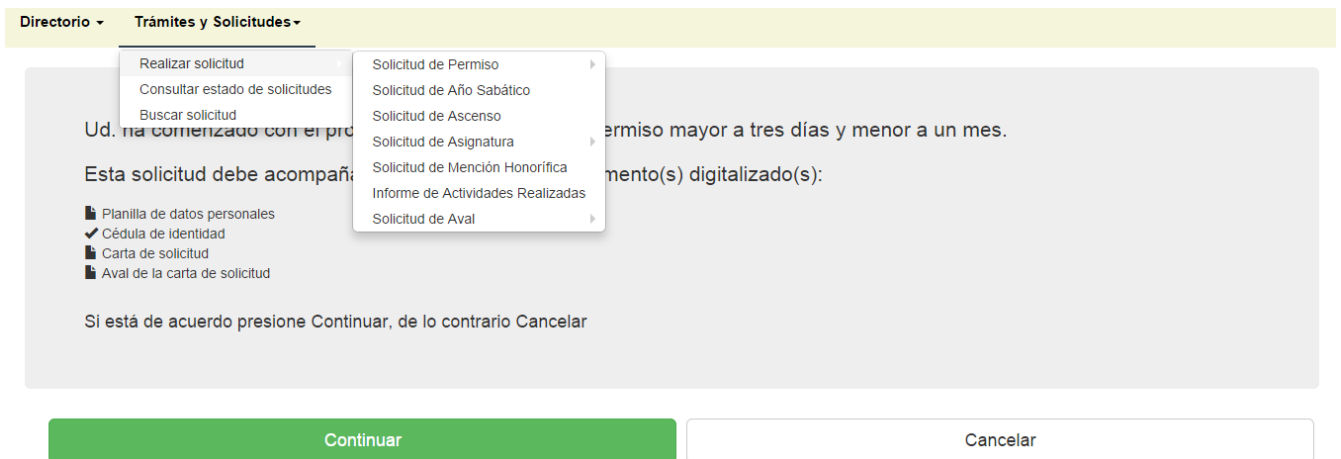 Directorio
Trámites y Solicitudes
Realizar solicitud
Consultar estado de solicitudes
Buscar solicitud
Solicitud de Permiso
Solicitud de Año Sabático
Solicitud de Ascenso
Solicitud de Asignatura
Solicitud de Mención Honorífica
Informe de Actividades Realizadas
Solicitud de Aval
Ud. ha comenzado con el mayor a tres días y menor a un mes.
Esta solicitud debe digitalizado(s):
Planilla de datos personales
Cédula de identidad
Carta de solicitud
Aval de la carta de solicitud
Si está de acuerdo presione Continuar, de lo contrario Cancelar
Continuar
Cancelar